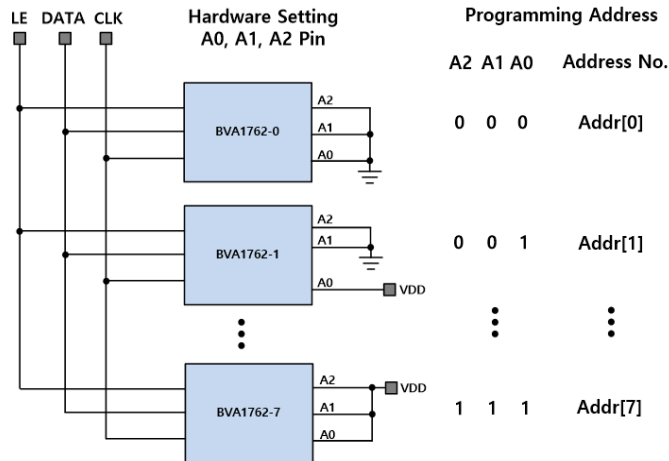 LE DATA CLK
Hardware Setting
A0, A1, A2 Pin
Programming Address
A2 A1 A0 Address No.
BVA1762-0
A2
A1
A0
0 0 0 Addr[0]
BVA1762-1
A2
A1
A0
VDD
0 0 1 Addr[1]
BVA1762-7
A2
A1
A0
VDD
1 1 1 Addr[7]